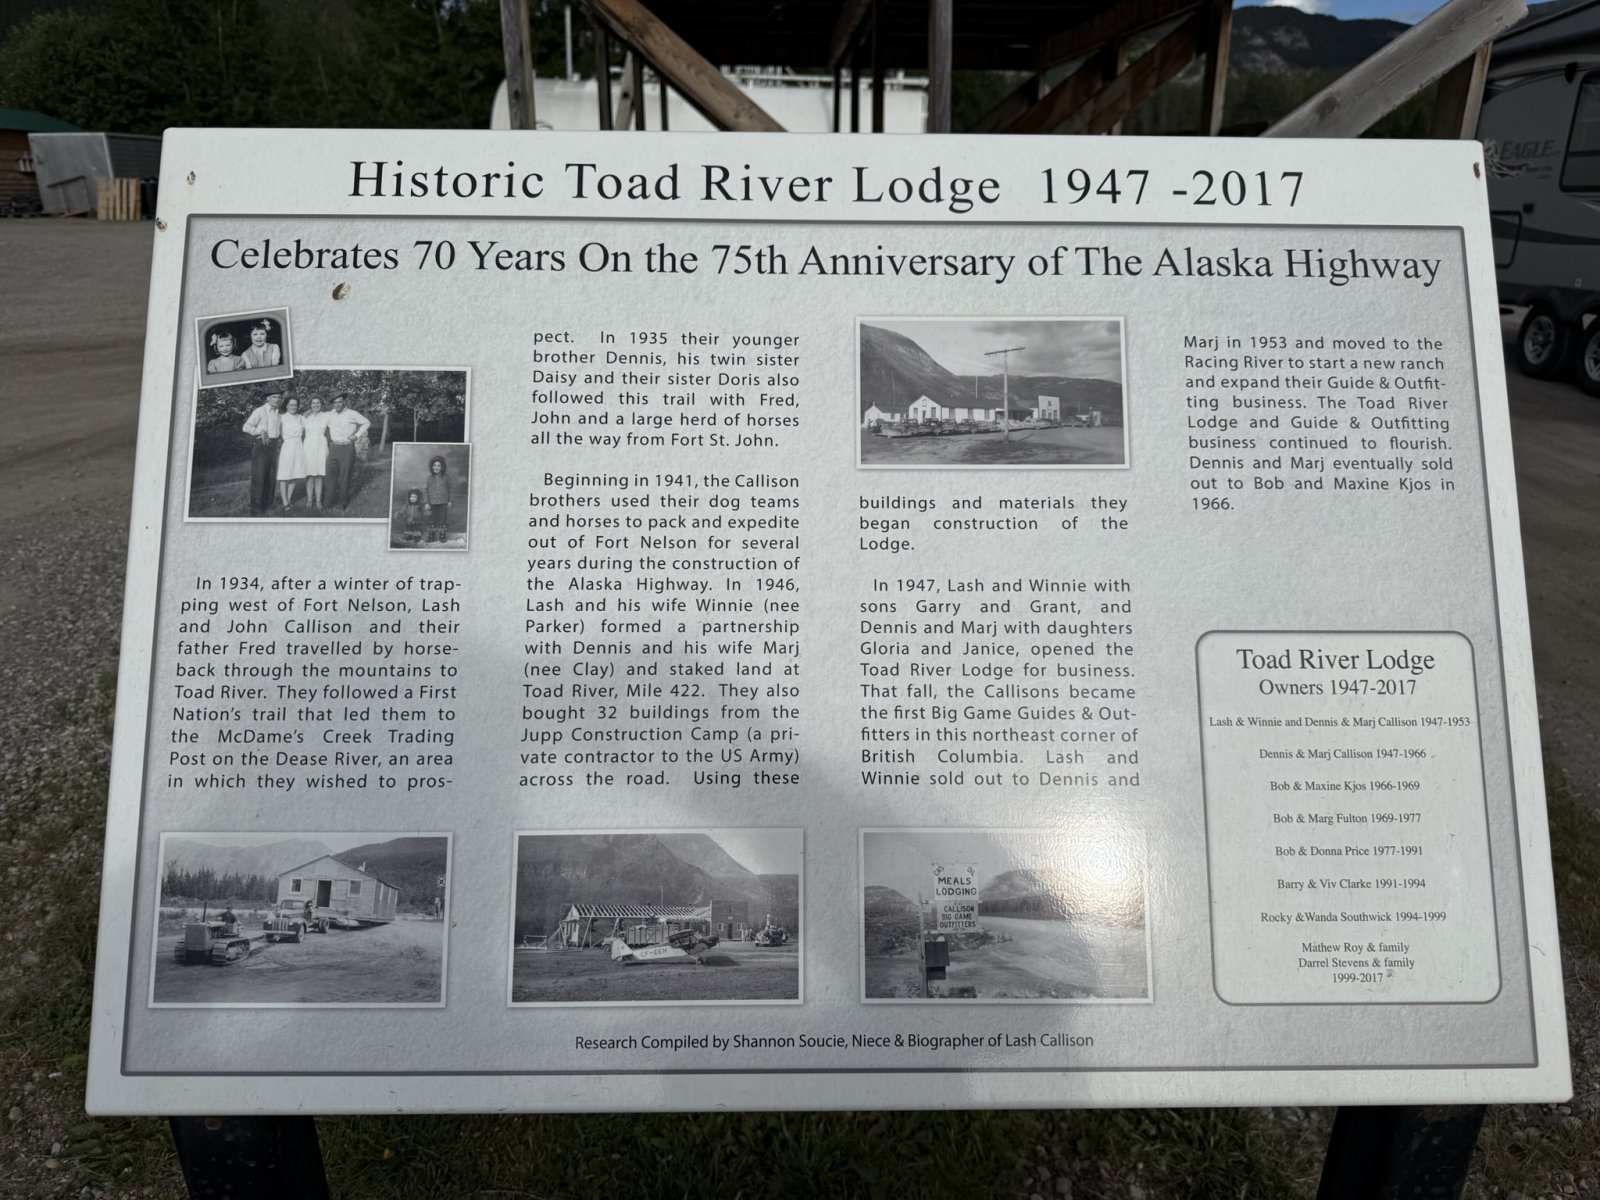 Historic Toad River Lodge 1947 -2017
Celebrates 70 Years On the 75th Anniversary of The Alaska Highway
In 1934, after a winter of trap-
ping west of Fort Nelson, Lash
and John Callison and their
father Fred travelled by horse-
back through the mountains to
Toad River. They followed a First
Nation's trail that led them to
the McDame's Creek Trading
Post on the Dease River, an area
in which they wished to pros-
pect. In 1935 their younger
brother Dennis, his twin sister
Daisy and their sister Doris also
followed this trail with Fred,
John and a large herd of horses
all the way from Fort St. John.
Beginning in 1941, the Callison
brothers used their dog teams
and horses to pack and expedite
out of Fort Nelson for several
years during the construction of
the Alaska Highway. In 1946,
Lash and his wife Winnie (nee
Parker) formed a partnership
with Dennis and his wife Marj
(nee Clay) and staked land at
Toad River, Mile 422. They also
bought 32 buildings from the
Jupp Construction Camp (a pri-
vate contractor to the US Army)
across the road. Using these
buildings and materials they
began construction of the
Lodge.
In 1947, Lash and Winnie with
sons Garry and Grant, and
Dennis and Marj with daughters
Gloria and Janice, opened the
Toad River Lodge for business.
That fall, the Callisons became
the first Big Game Guides & Out-
fitters in this northeast corner of
British Columbia. Lash and
Winnie sold out to Dennis and
Marj in 1953 and moved to the
Racing River to start a new ranch
and expand their Guide & Outfit-
ting business. The Toad River
Lodge and Guide & Outfitting
business continued to flourish.
Dennis and Marj eventually sold
out to Bob and Maxine Kjos in
1966.
Toad River Lodge
Owners 1947-2017
Lash & Winnie and Dennis & Marj Callison 1947-1953
Dennis & Marj Callison 1947-1966
Bob & Maxine Kjos 1966-1969
Bob & Marg Fulton 1969-1977
Bob & Donna Price 1977-1991
Barry & Viv Clarke 1991-1994
Rocky &Wanda Southwick 1994-1999
Mathew Roy & family
Darrel Stevens & family
1999-2017
CF-EEH
GAS OIL
MEALS
LODGING
CALLISON
BIG GAME
OUTFITTERS
Research Compiled by Shannon Soucie, Niece & Biographer of Lash Callison
EAGLE